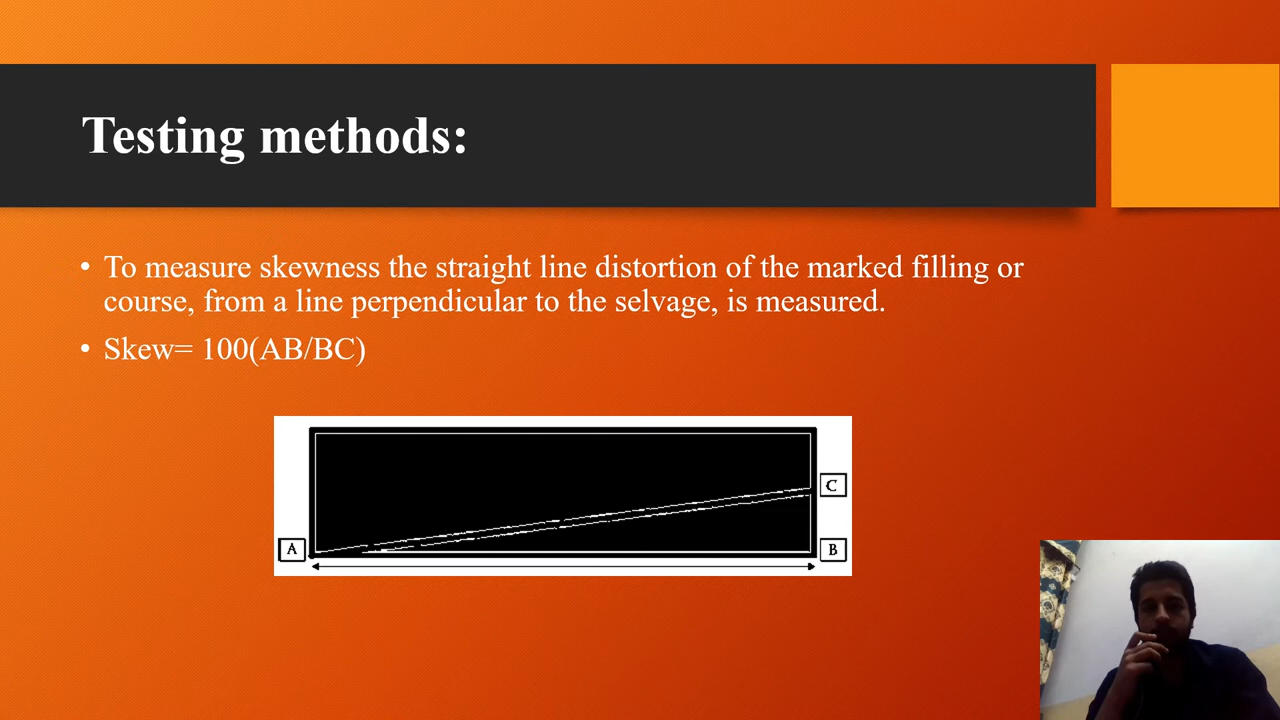 Testing methods:
• To measure skewness the straight line distortion of the marked filling or
course, from a line perpendicular to the selvage, is measured.
• Skew= 100(AB/BC)
C
A
B